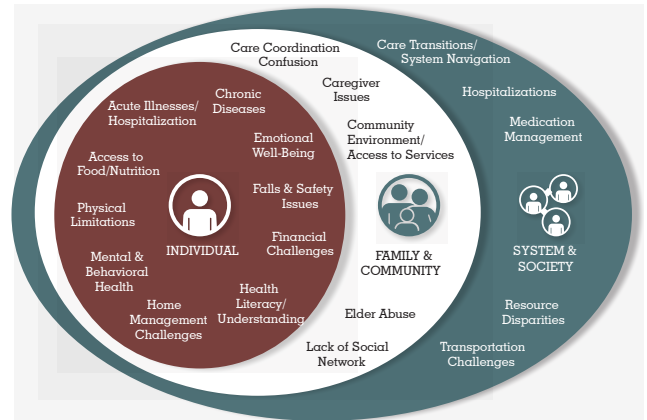 Care Coordination
Confusion
Care Transitions/
System Navigation
Caregiver
Issues
Hospitalizations
Chronic
Diseases
Acute Illnesses/
Hospitalization
Community
Environment/
Access to Services
Medication
Management
Emotional
Well-Being
Access to
Food/Nutrition
Falls & Safety
Issues
Physical
Limitations
INDIVIDUAL
Financial
Challenges
FAMILY &
COMMUNITY
SYSTEM &
SOCIETY
Mental &
Behavioral
Health
Health
Literacy/
Understanding
Home
Management
Challenges
Elder Abuse
Resource
Disparities
Lack of Social
Network
Transportation
Challenges